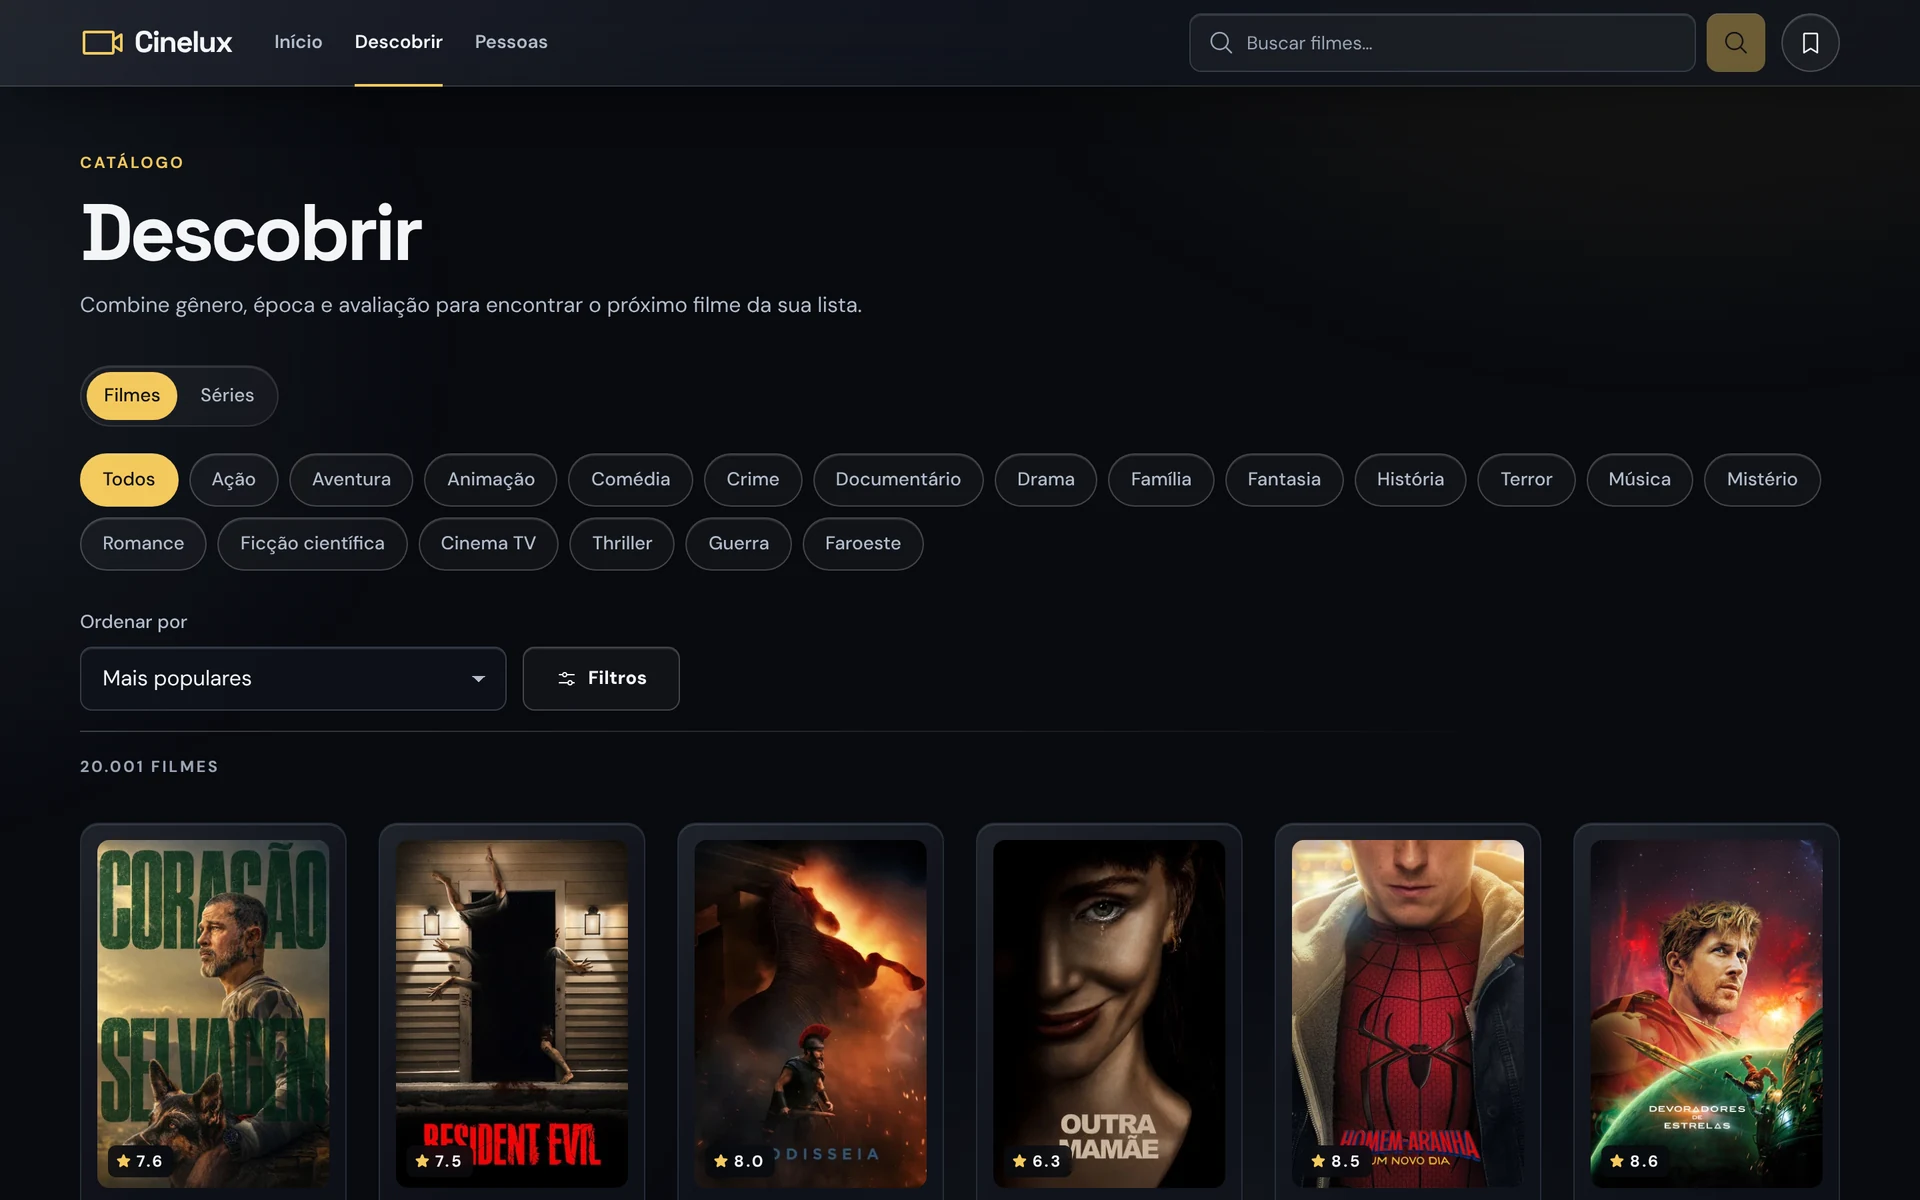 Cinelux Início Descobrir Pessoas Buscar filmes...
CATÁLOGO
Descobrir
Combine gênero, época e avaliação para encontrar o próximo filme da sua lista.
Filmes Séries
Todos Ação Aventura Animação Comédia Crime Documentário Drama Família Fantasia História Terror Música Mistério
Romance Ficção científica Cinema TV Thriller Guerra Faroeste
Ordenar por
Mais populares Filtros
20.001 FILMES
CORAÇÃO
SELVAGEM
7.6
RESIDENT EVIL
7.5
ODISSEIA
8.0
OUTRA
MAMÃE
6.3
HOMEM-ARANHA
UM NOVO DIA
8.5
DEVORADORES
DE
ESTRELAS
8.6